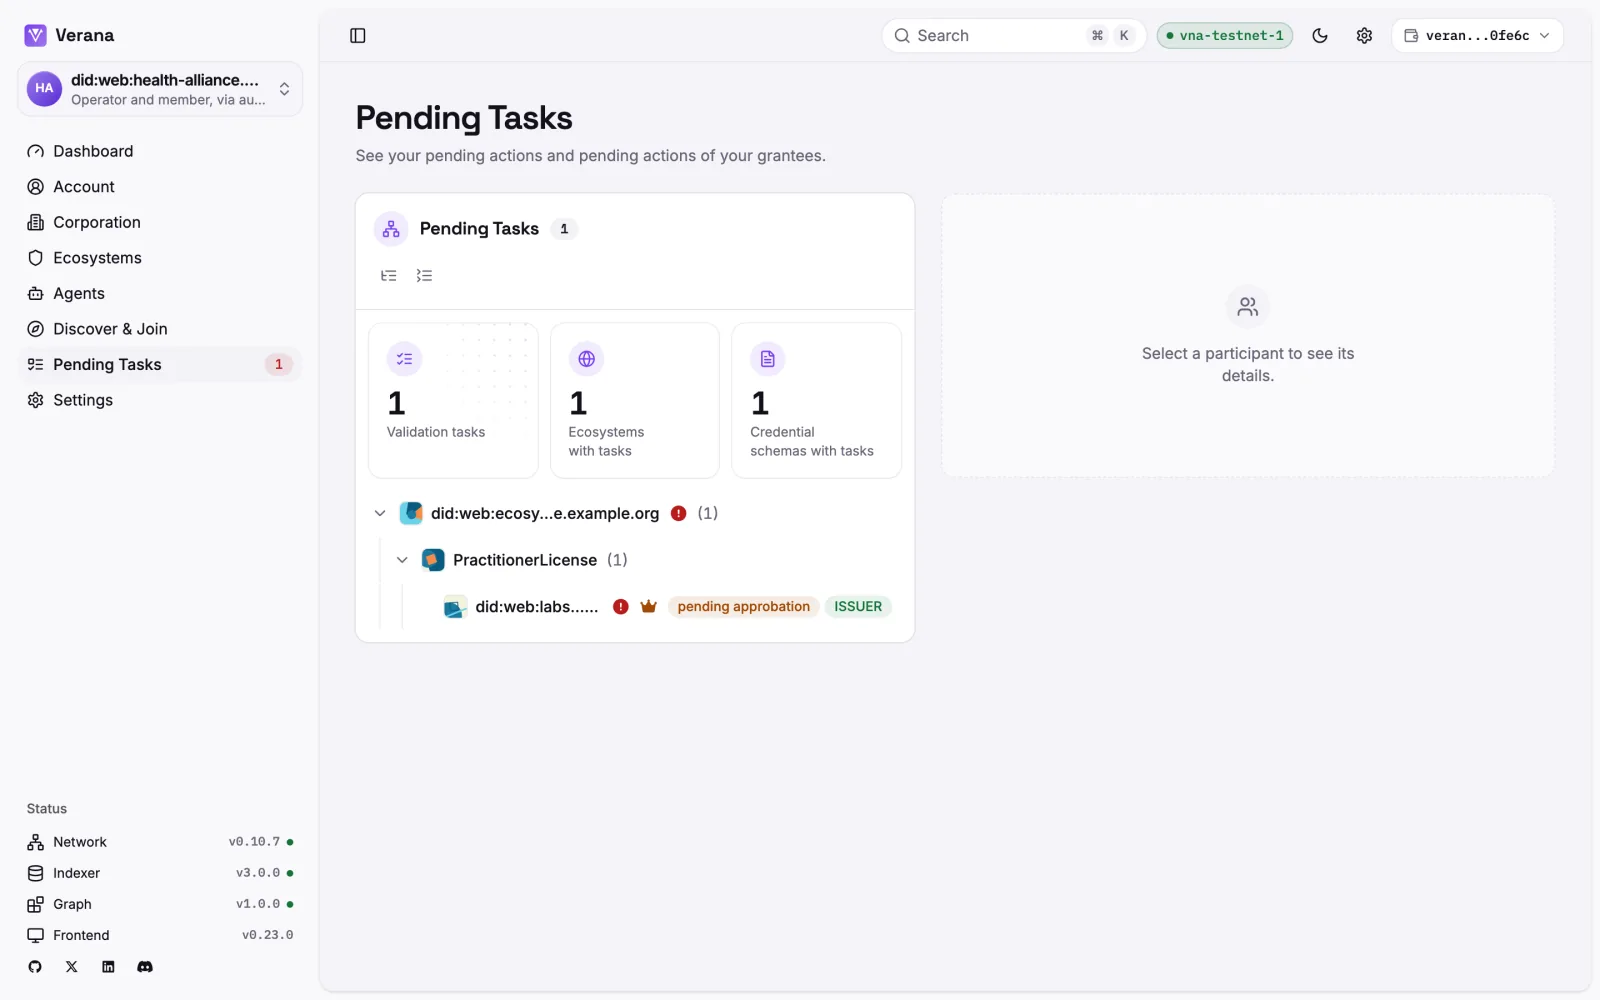 Verana
HA
did:web:health-alliance....
Operator and member, via au...
Dashboard
Account
Corporation
Ecosystems
Agents
Discover & Join
Pending Tasks 1
Settings
Status
Network v0.10.7
Indexer v3.0.0
Graph v1.0.0
Frontend v0.23.0
Search ⌘ K
vna-testnet-1
veran...0fe6c
Pending Tasks
See your pending actions and pending actions of your grantees.
Pending Tasks 1
1
Validation tasks
1
Ecosystems
with tasks
1
Credential
schemas with tasks
did:web:ecosy...e.example.org (1)
PractitionerLicense (1)
did:web:labs...... pending approbation ISSUER
Select a participant to see its
details.